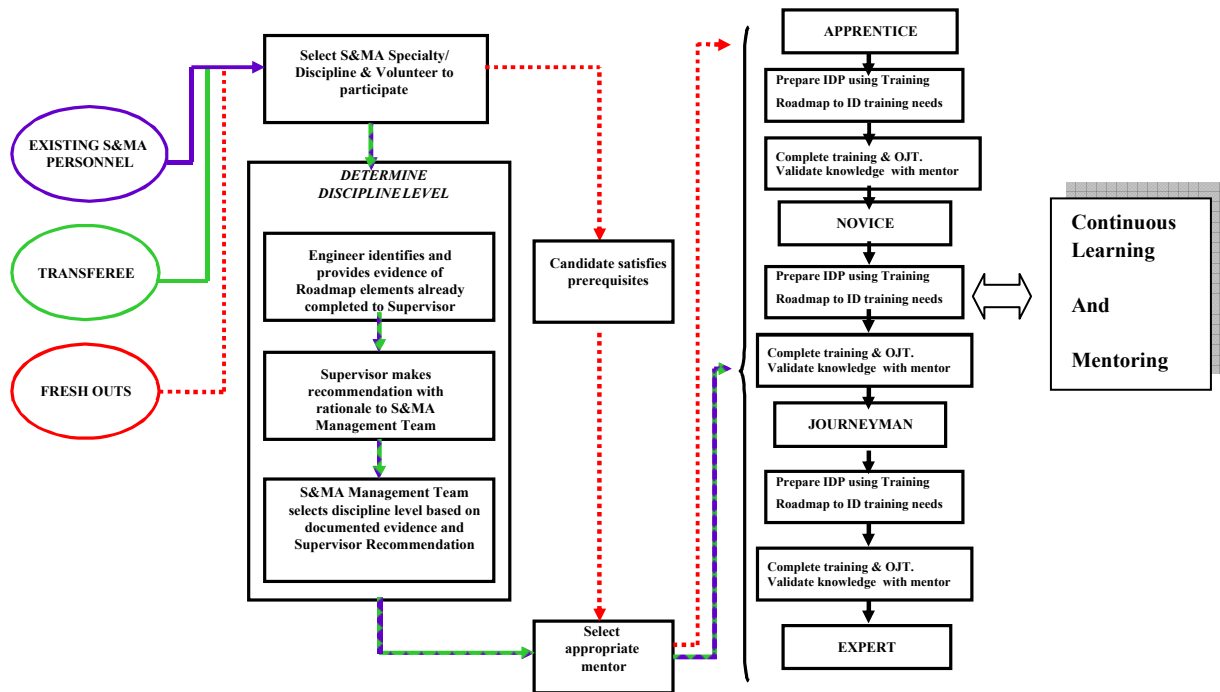 EXISTING S&MA
PERSONNEL
TRANSFEREE
FRESH OUTS
Select S&MA Specialty/
Discipline & Volunteer to
participate
DETERMINE
DISCIPLINE LEVEL
Engineer identifies and
provides evidence of
Roadmap elements already
completed to Supervisor
Supervisor makes
recommendation with
rationale to S&MA
Management Team
S&MA Management Team
selects discipline level based on
documented evidence and
Supervisor Recommendation
Candidate satisfies
prerequisites
Select
appropriate
mentor
APPRENTICE
Prepare IDP using Training
Roadmap to ID training needs
Complete training & OJT.
Validate knowledge with mentor
NOVICE
Prepare IDP using Training
Roadmap to ID training needs
Complete training & OJT.
Validate knowledge with mentor
JOURNEYMAN
Prepare IDP using Training
Roadmap to ID training needs
Complete training & OJT.
Validate knowledge with mentor
EXPERT
Continuous
Learning
And
Mentoring